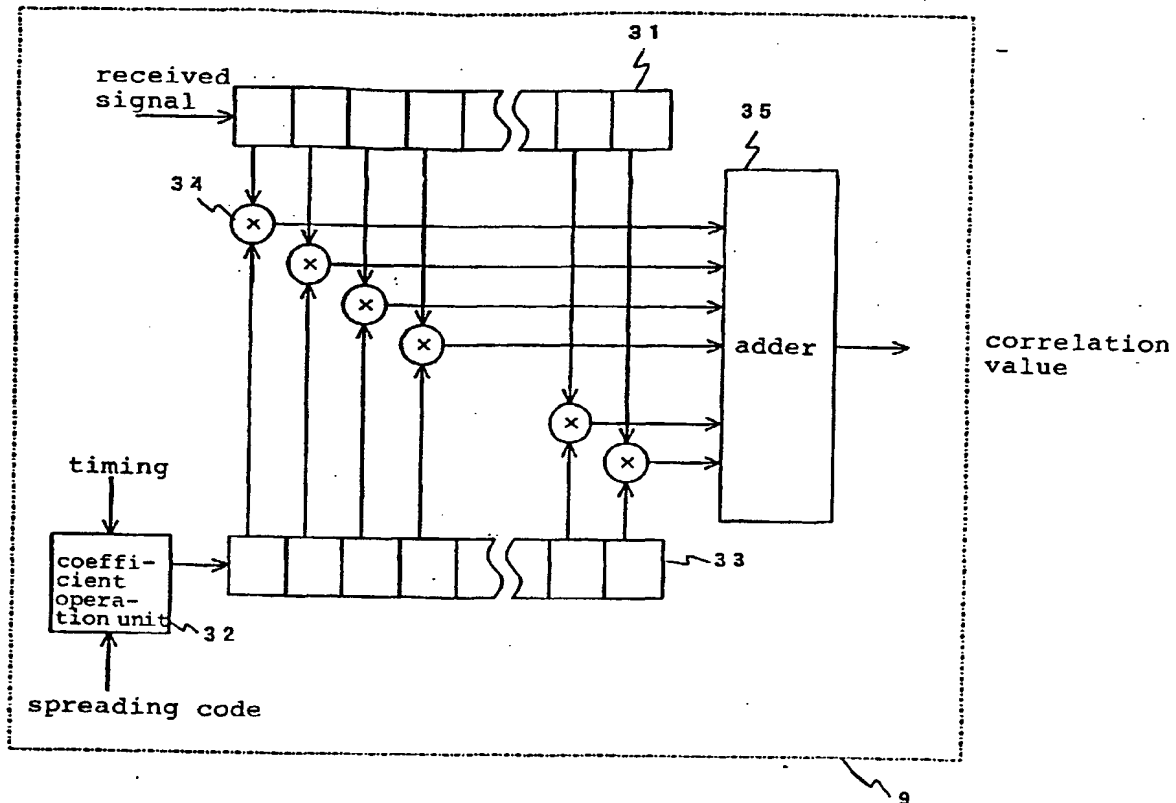 31
received
signal
35
34
×
×
×
×
adder
correlation
value
×
×
timing
coeffi-
cient
opera-
tion unit
33
32
spreading code
9